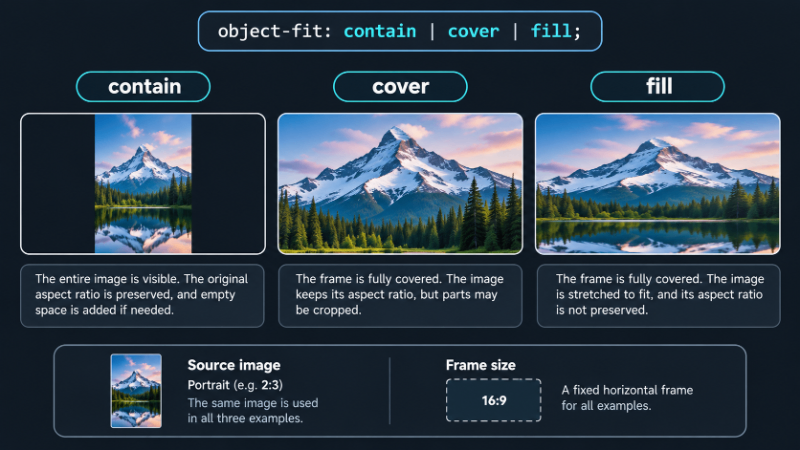 object-fit: contain | cover | fill;
contain
cover
fill
The entire image is visible. The original
aspect ratio is preserved, and empty
space is added if needed.
The frame is fully covered. The image
keeps its aspect ratio, but parts may
be cropped.
The frame is fully covered. The image
is stretched to fit, and its aspect ratio
is not preserved.
Source image
Portrait (e.g. 2:3)
The same image is used
in all three examples.
Frame size
16:9
A fixed horizontal frame
for all examples.